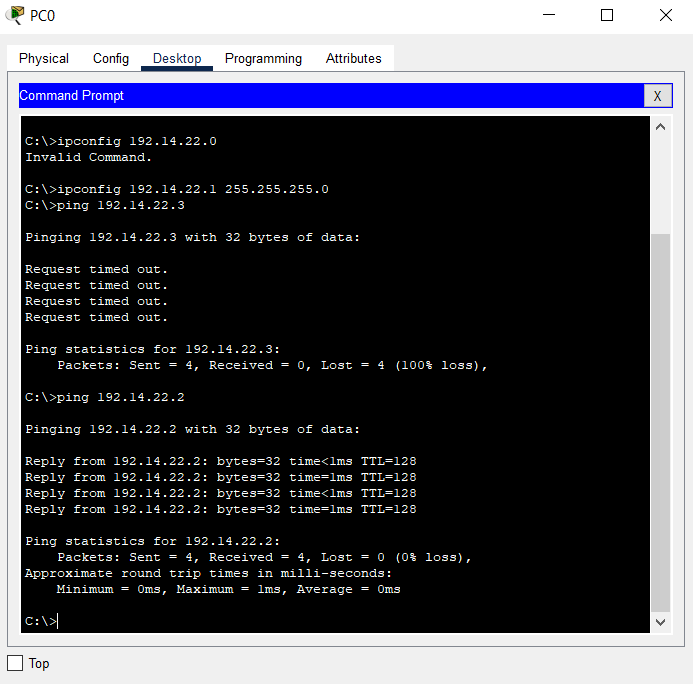 PC0
Physical Config Desktop Programming Attributes
Command Prompt
X
C:\>ipconfig 192.14.22.0
Invalid Command.
C:\>ipconfig 192.14.22.1 255.255.255.0
C:\>ping 192.14.22.3
Pinging 192.14.22.3 with 32 bytes of data:
Request timed out.
Request timed out.
Request timed out.
Request timed out.
Ping statistics for 192.14.22.3:
Packets: Sent = 4, Received = 0, Lost = 4 (100% loss),
C:\>ping 192.14.22.2
Pinging 192.14.22.2 with 32 bytes of data:
Reply from 192.14.22.2: bytes=32 time<1ms TTL=128
Reply from 192.14.22.2: bytes=32 time=1ms TTL=128
Reply from 192.14.22.2: bytes=32 time<1ms TTL=128
Reply from 192.14.22.2: bytes=32 time=1ms TTL=128
Ping statistics for 192.14.22.2:
Packets: Sent = 4, Received = 4, Lost = 0 (0% loss),
Approximate round trip times in milli-seconds:
Minimum = 0ms, Maximum = 1ms, Average = 0ms
C:\>
Top